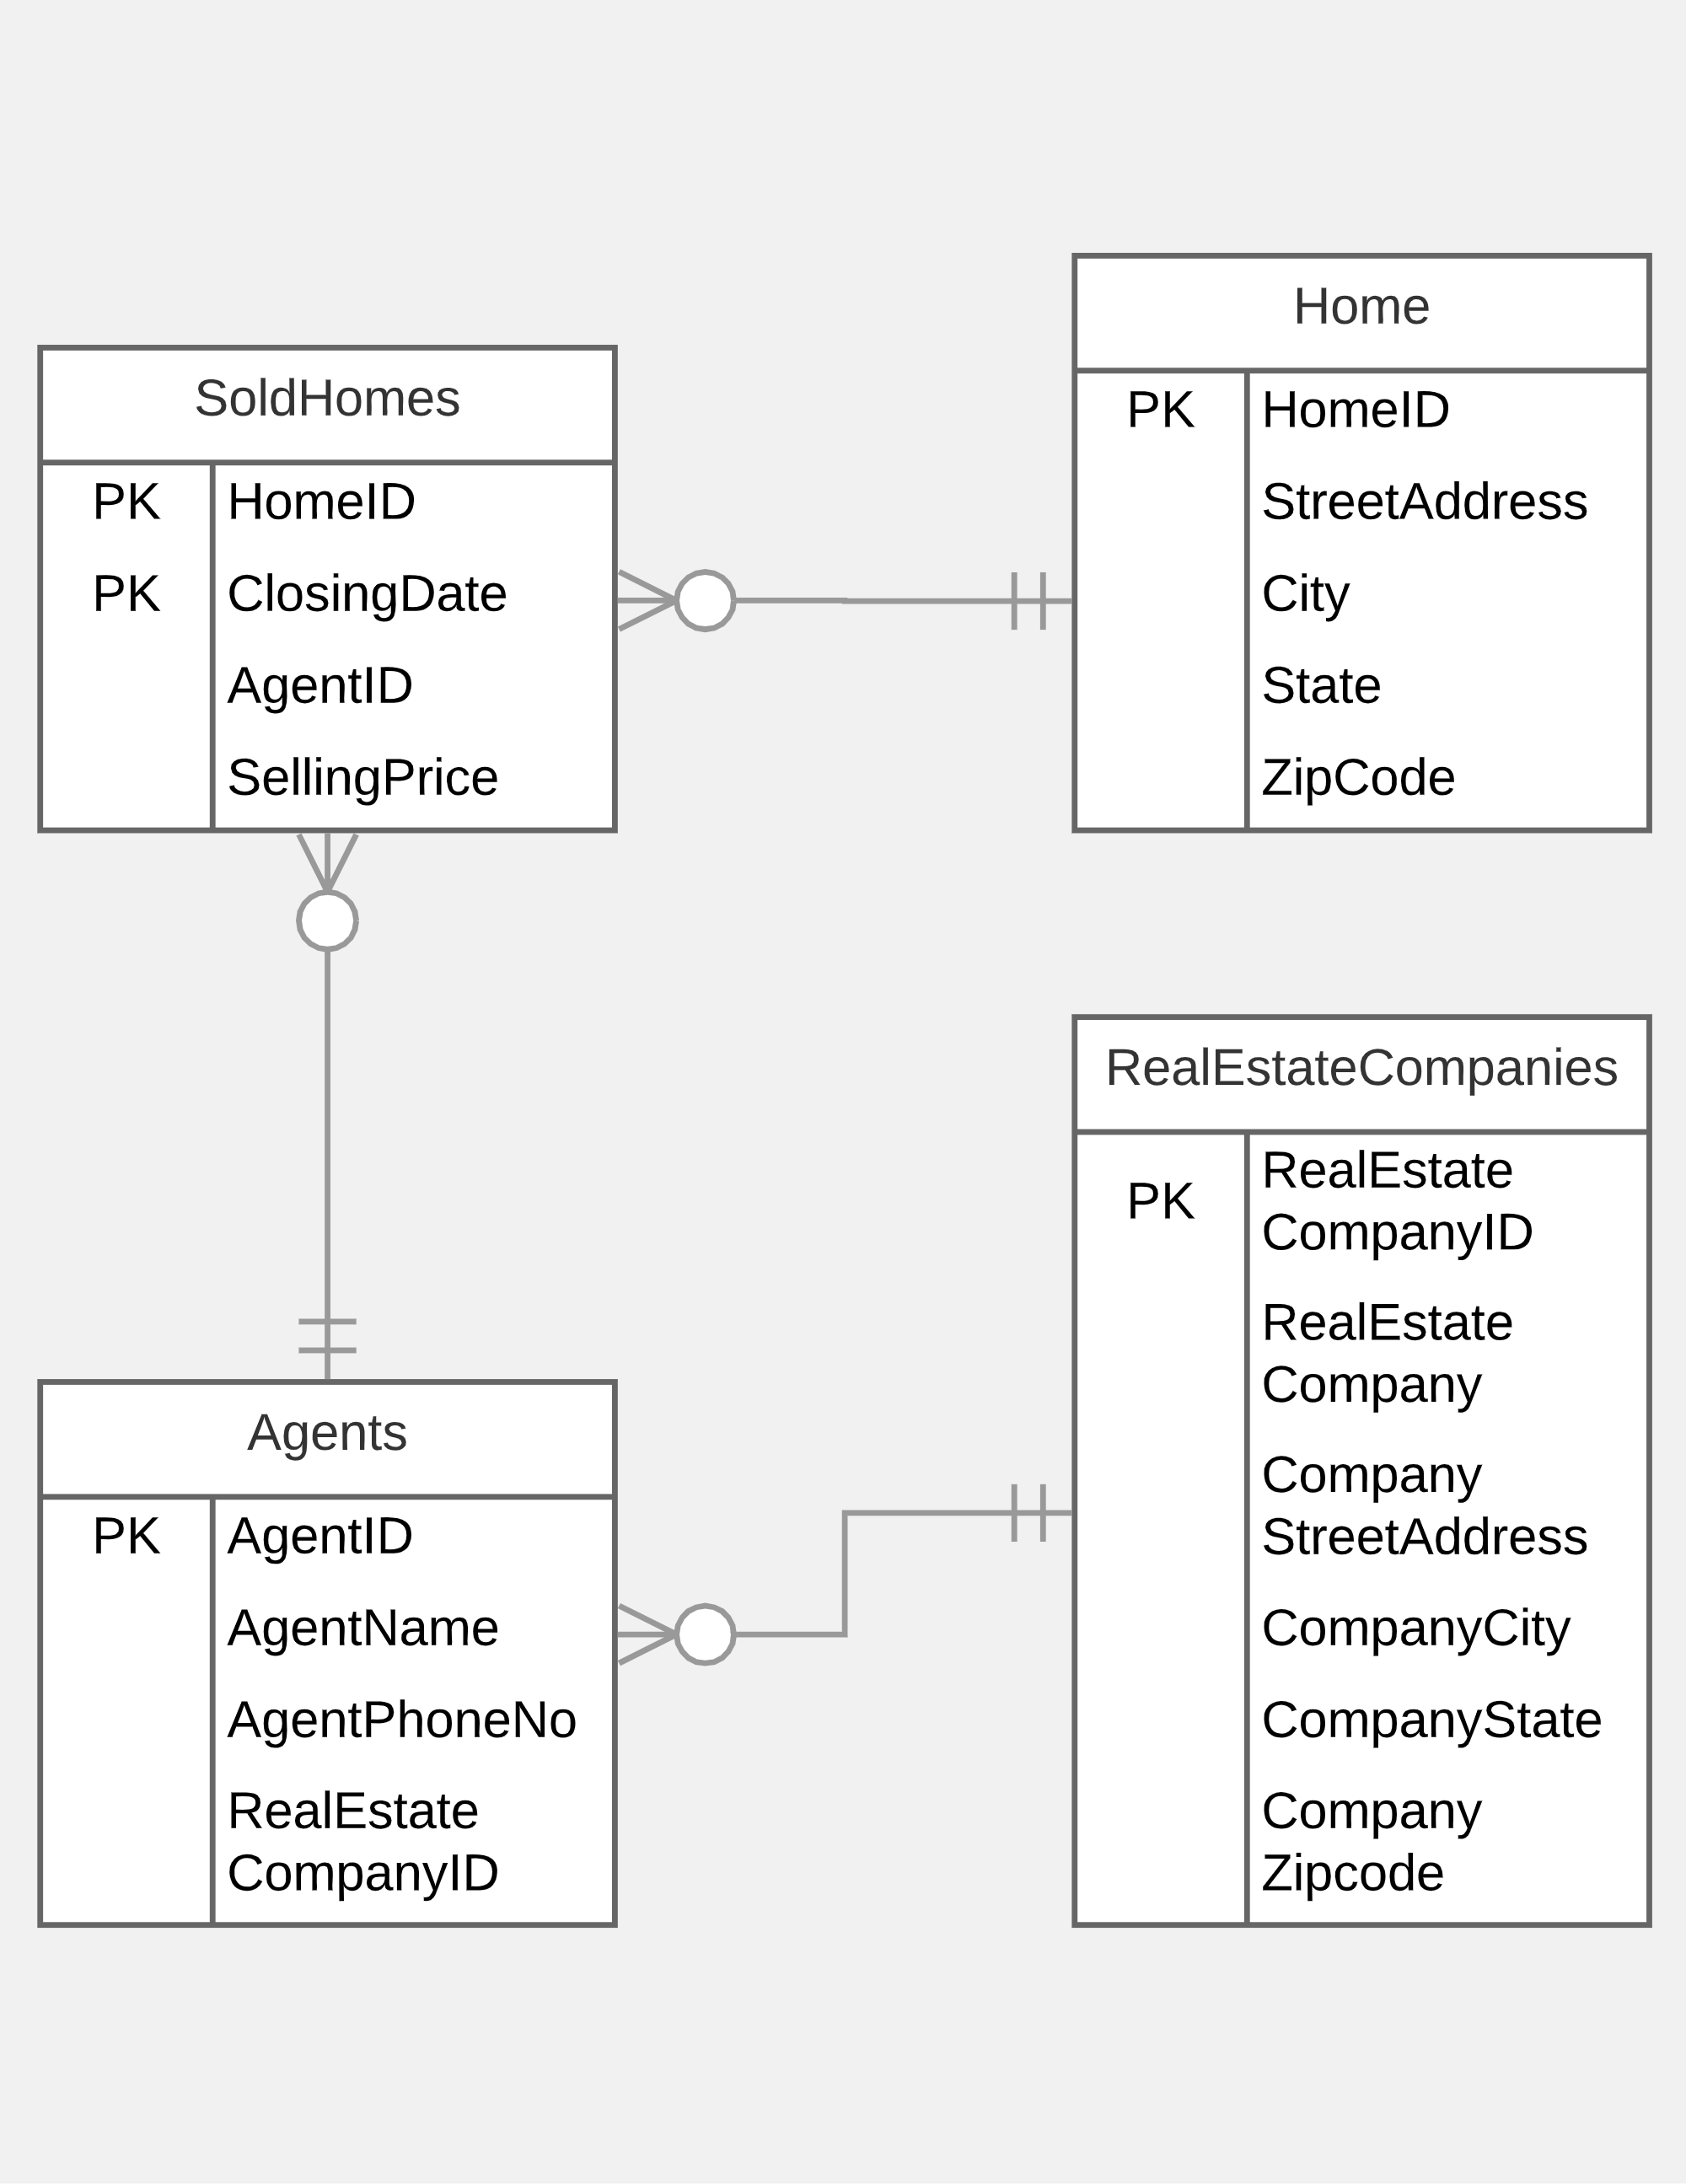 SoldHomes
PK HomeID
PK ClosingDate
AgentID
SellingPrice
Home
PK HomeID
StreetAddress
City
State
ZipCode
Agents
PK AgentID
AgentName
AgentPhoneNo
RealEstate
CompanyID
RealEstateCompanies
PK
RealEstate
CompanyID
RealEstate
Company
Company
StreetAddress
CompanyCity
CompanyState
Company
Zipcode